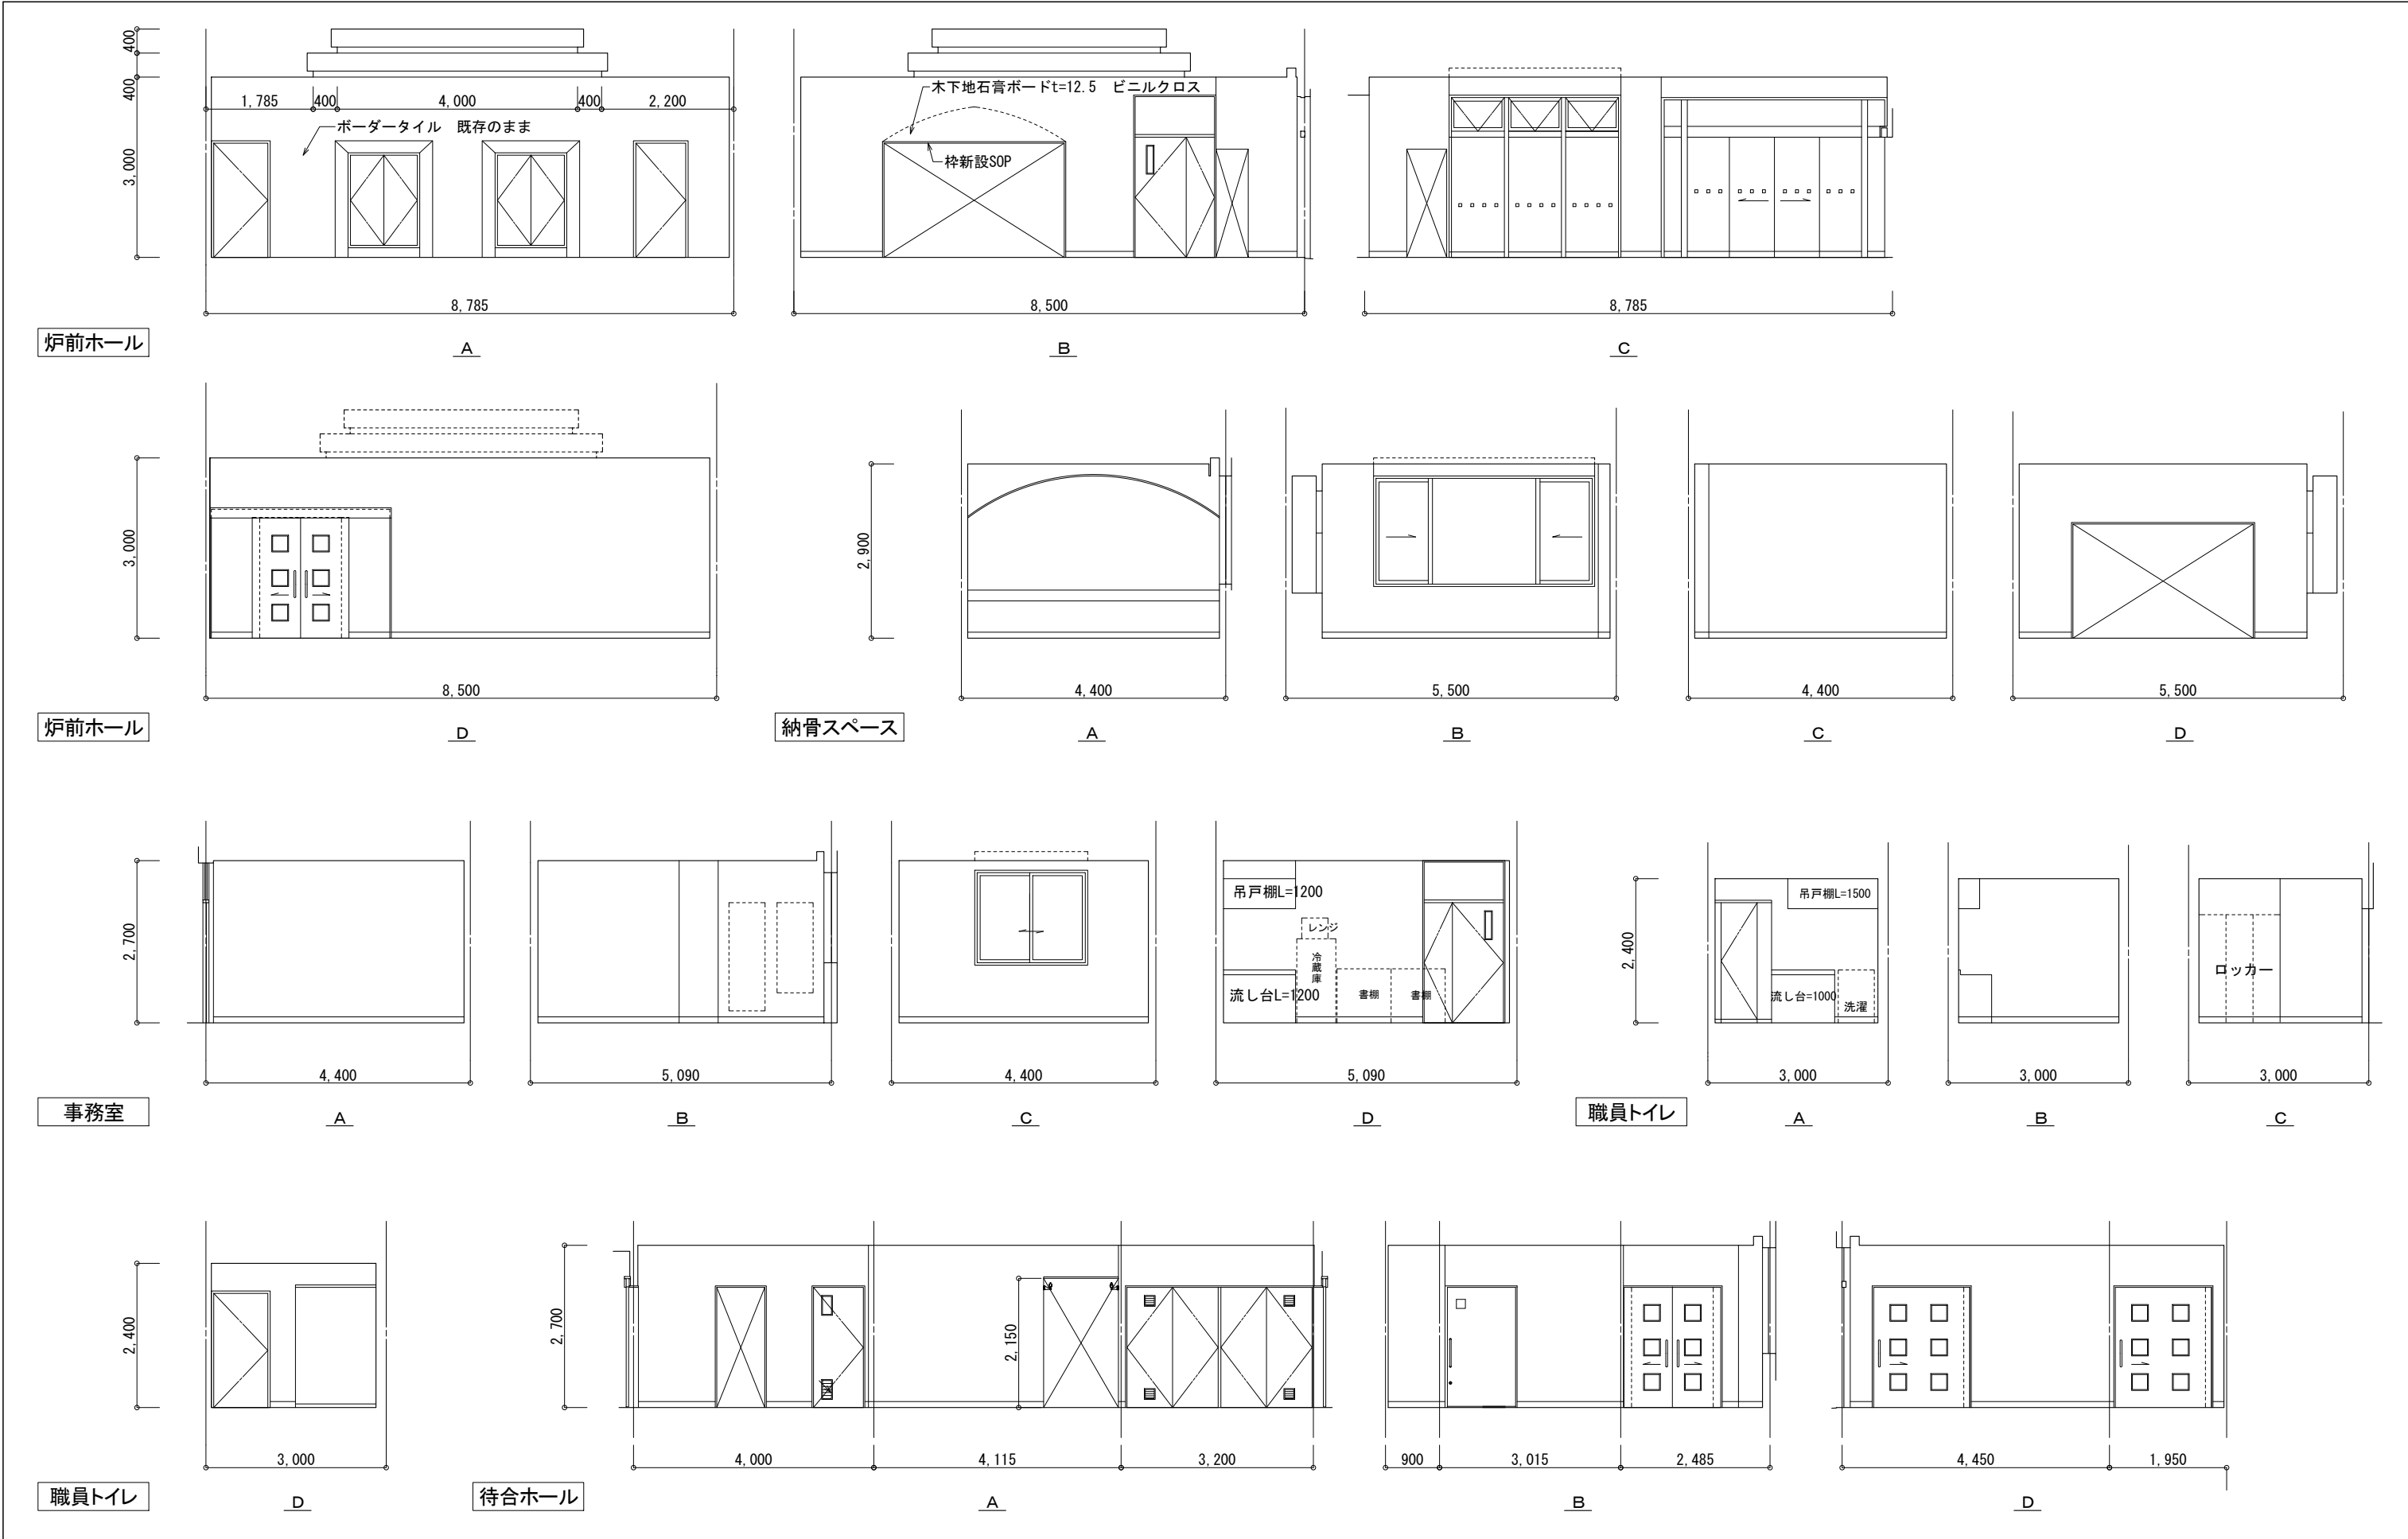 400
400
3,000
1,785
400
4,000
400
2,200
ボーダータイル　既存のまま
8,785
A
木下地石膏ボードt=12.5　ビニルクロス
枠新設SOP
8,500
B
8,785
C
炉前ホール
3,000
8,500
D
炉前ホール
2,900
4,400
A
5,500
B
4,400
C
5,500
D
納骨スペース
2,700
4,400
A
5,090
B
4,400
C
吊戸棚L=1200
レンジ
冷蔵庫
流し台L=1200
書棚
書棚
5,090
D
事務室
2,400
吊戸棚L=1500
流し台=1000
洗濯
3,000
A
3,000
B
ロッカー
3,000
C
職員トイレ
2,400
3,000
D
職員トイレ
2,700
2,150
4,000
4,115
3,200
A
900
3,015
2,485
B
4,450
1,950
D
待合ホール